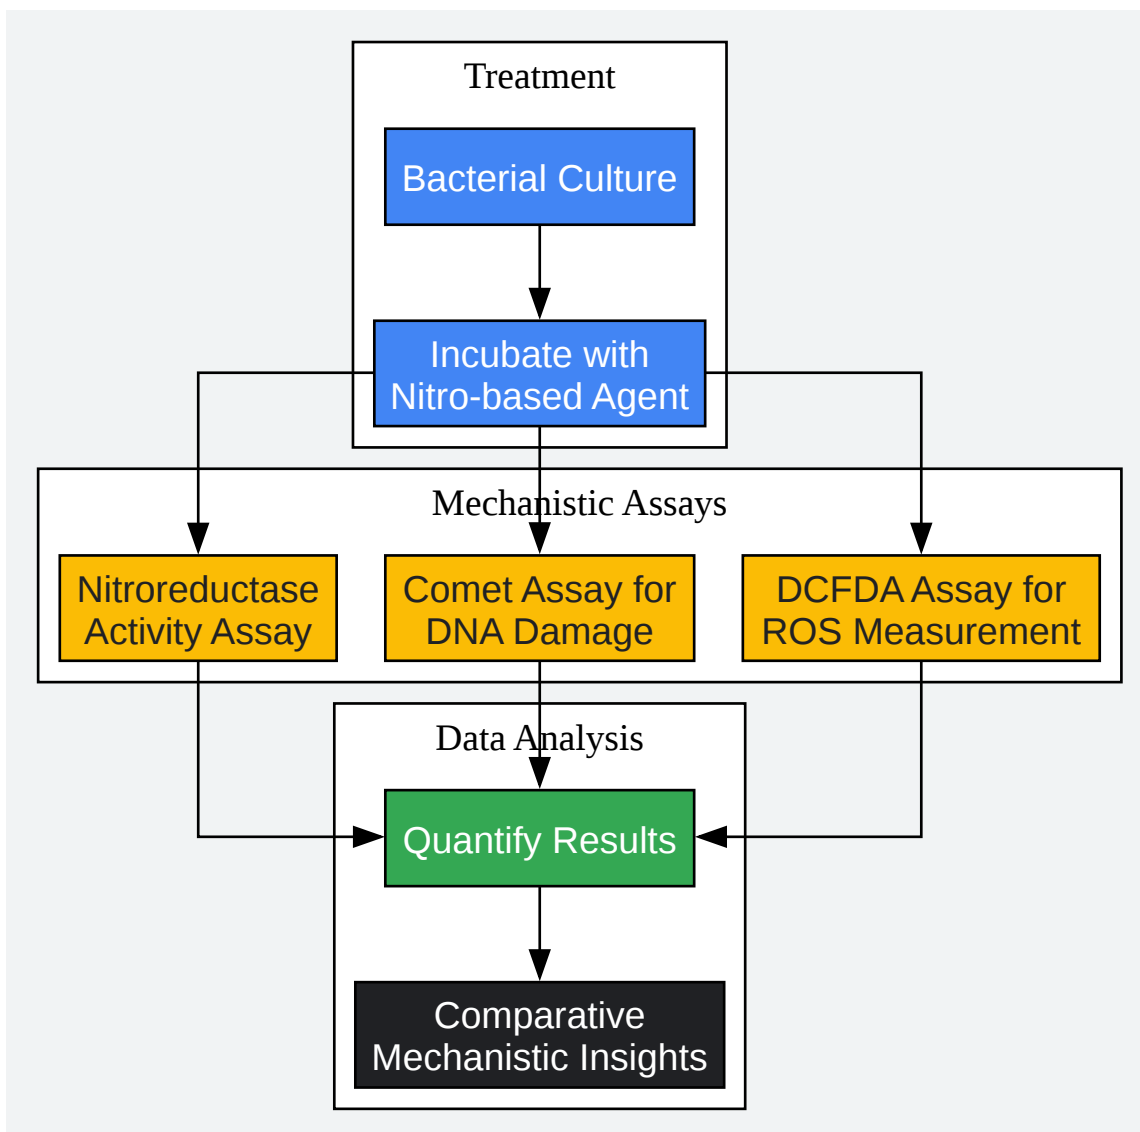 Treatment
Bacterial Culture
Incubate with
Nitro-based Agent
Mechanistic Assays
Nitroreductase
Activity Assay
Comet Assay for
DNA Damage
DCFDA Assay for
ROS Measurement
Data Analysis
Quantify Results
Comparative
Mechanistic Insights